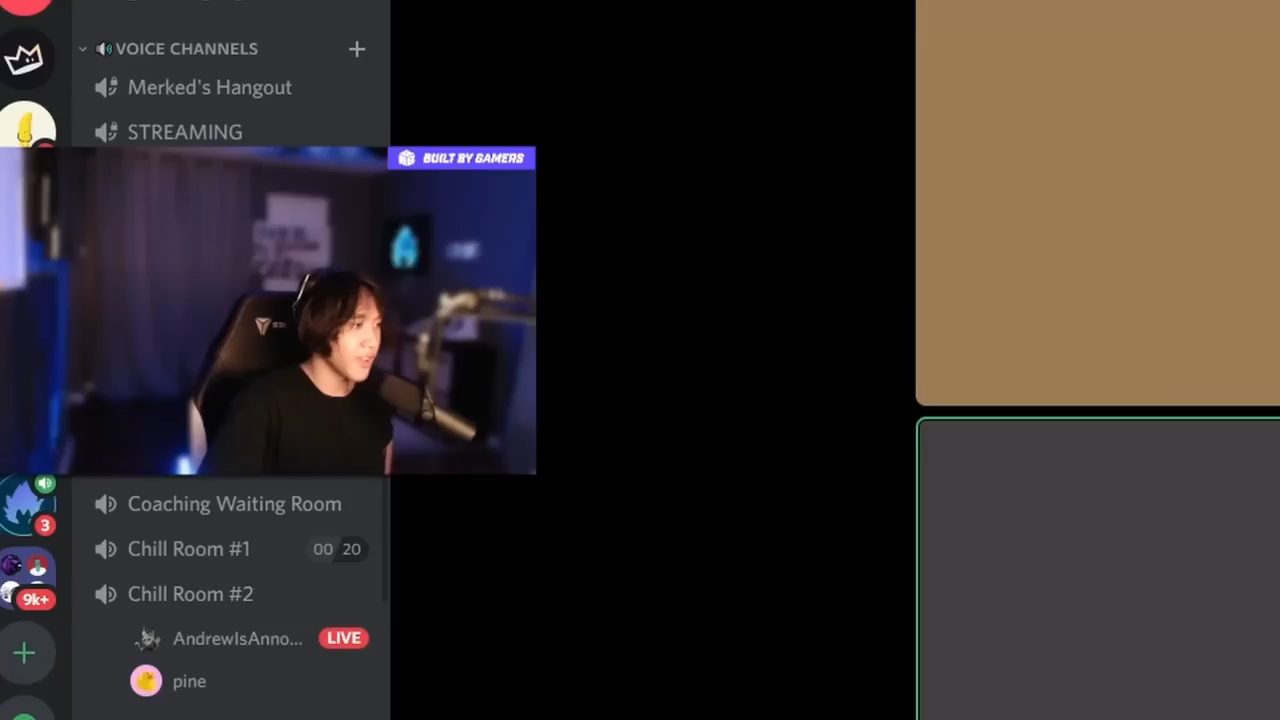 VOICE CHANNELS
Merked's Hangout
STREAMING
BUILT BY GAMERS
Coaching Waiting Room
3
Chill Room #1 00 20
9k+
Chill Room #2
AndrewIsAnno... LIVE
pine